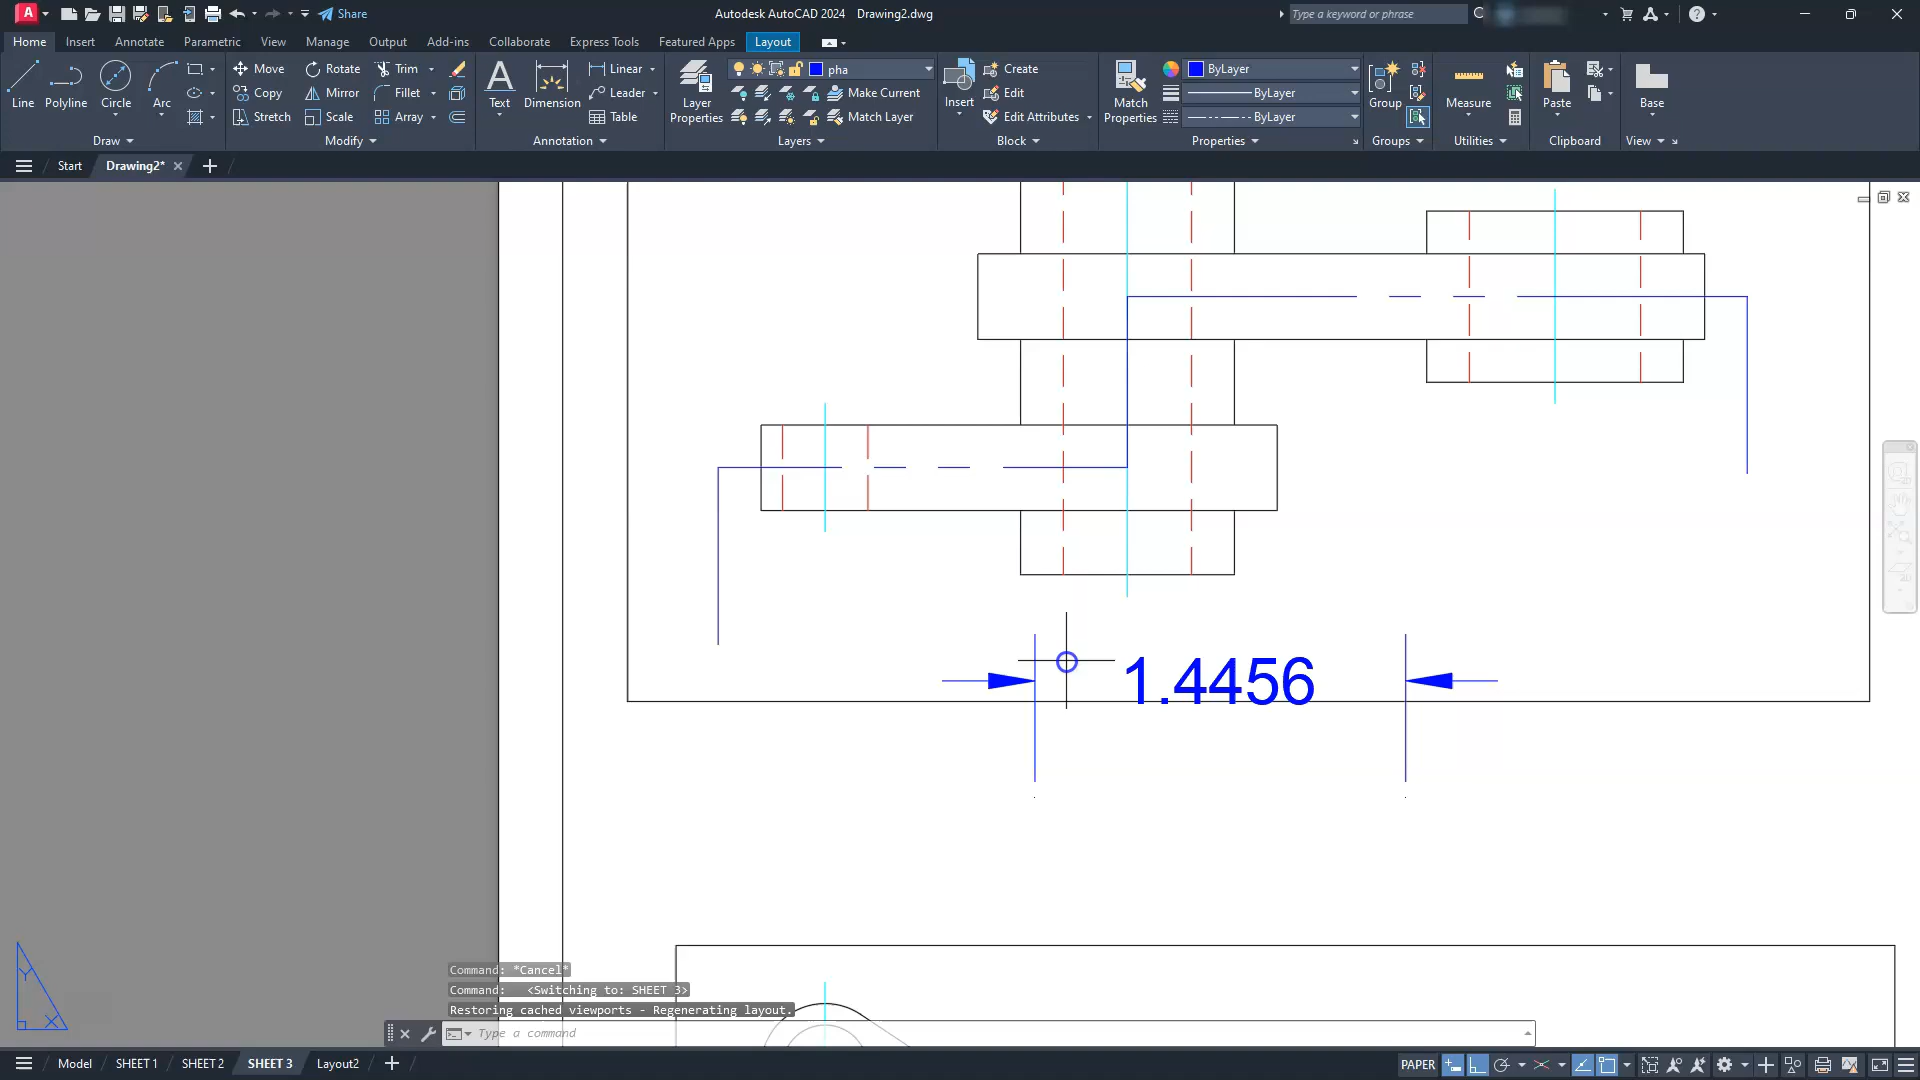 A Share Autodesk AutoCAD 2024 Drawing2.dwg Type a keyword or phrase
Home Insert Annotate Parametric View Manage Output Add-ins Collaborate Express Tools Featured Apps Layout
Line Polyline Circle Arc
Move Rotate Trim
Copy Mirror Fillet
Stretch Scale Array
Text Dimension
Linear
Leader
Table
Layer Properties
pha
Make Current
Match Layer
Insert
Create
Edit
Edit Attributes
Match Properties
ByLayer
ByLayer
ByLayer
Group
Measure
Paste
Base
Draw Modify Annotation Layers Block Properties Groups Utilities Clipboard View
Start Drawing2*
1.4456
Y
X
Command: *Cancel*
Command: <Switching to: SHEET 3>
Restoring cached viewports - Regenerating layout.
Type a command
Model SHEET 1 SHEET 2 SHEET 3 Layout2 PAPER